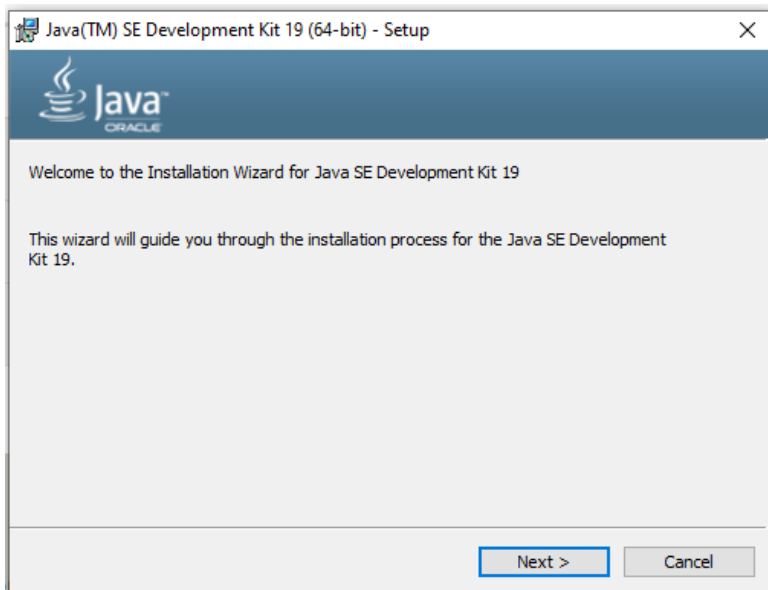 Java(TM) SE Development Kit 19 (64-bit) - Setup
Java™
ORACLE
Welcome to the Installation Wizard for Java SE Development Kit 19
This wizard will guide you through the installation process for the Java SE Development
Kit 19.
Next >
Cancel